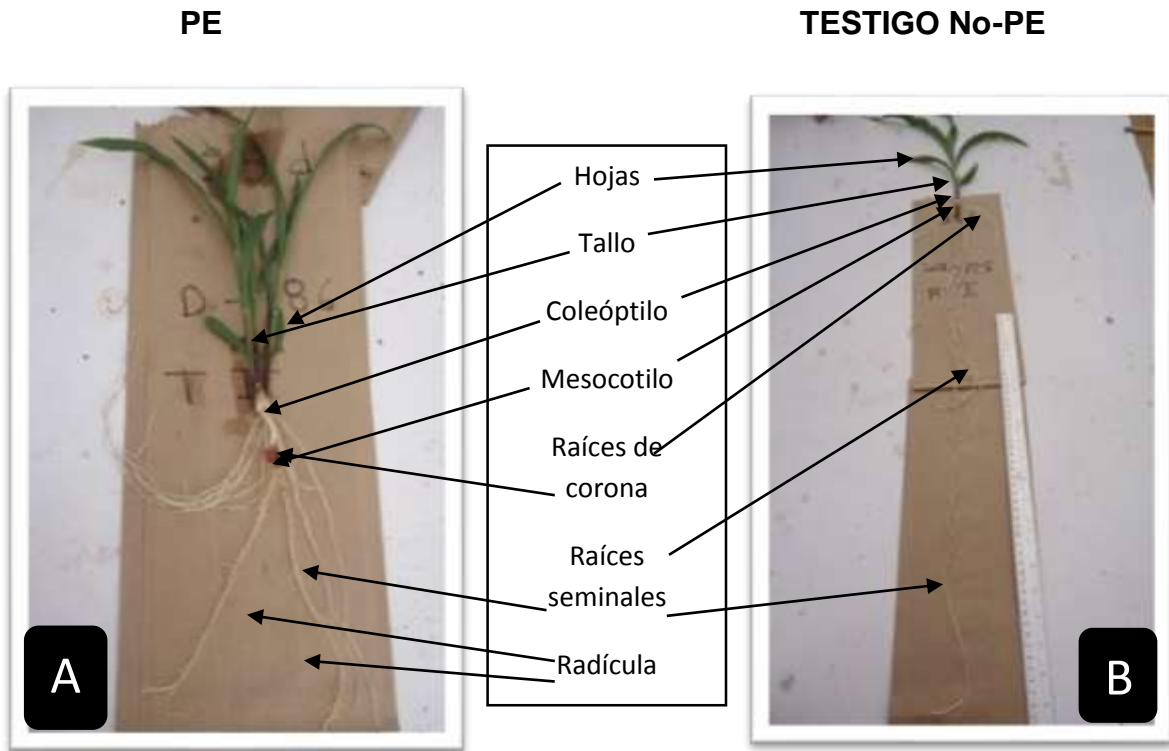 PE
TESTIGO No-PE
Hojas
Tallo
Coleóptilo
Mesocotilo
Raíces de
corona
Raíces
seminales
Radícula
A
B